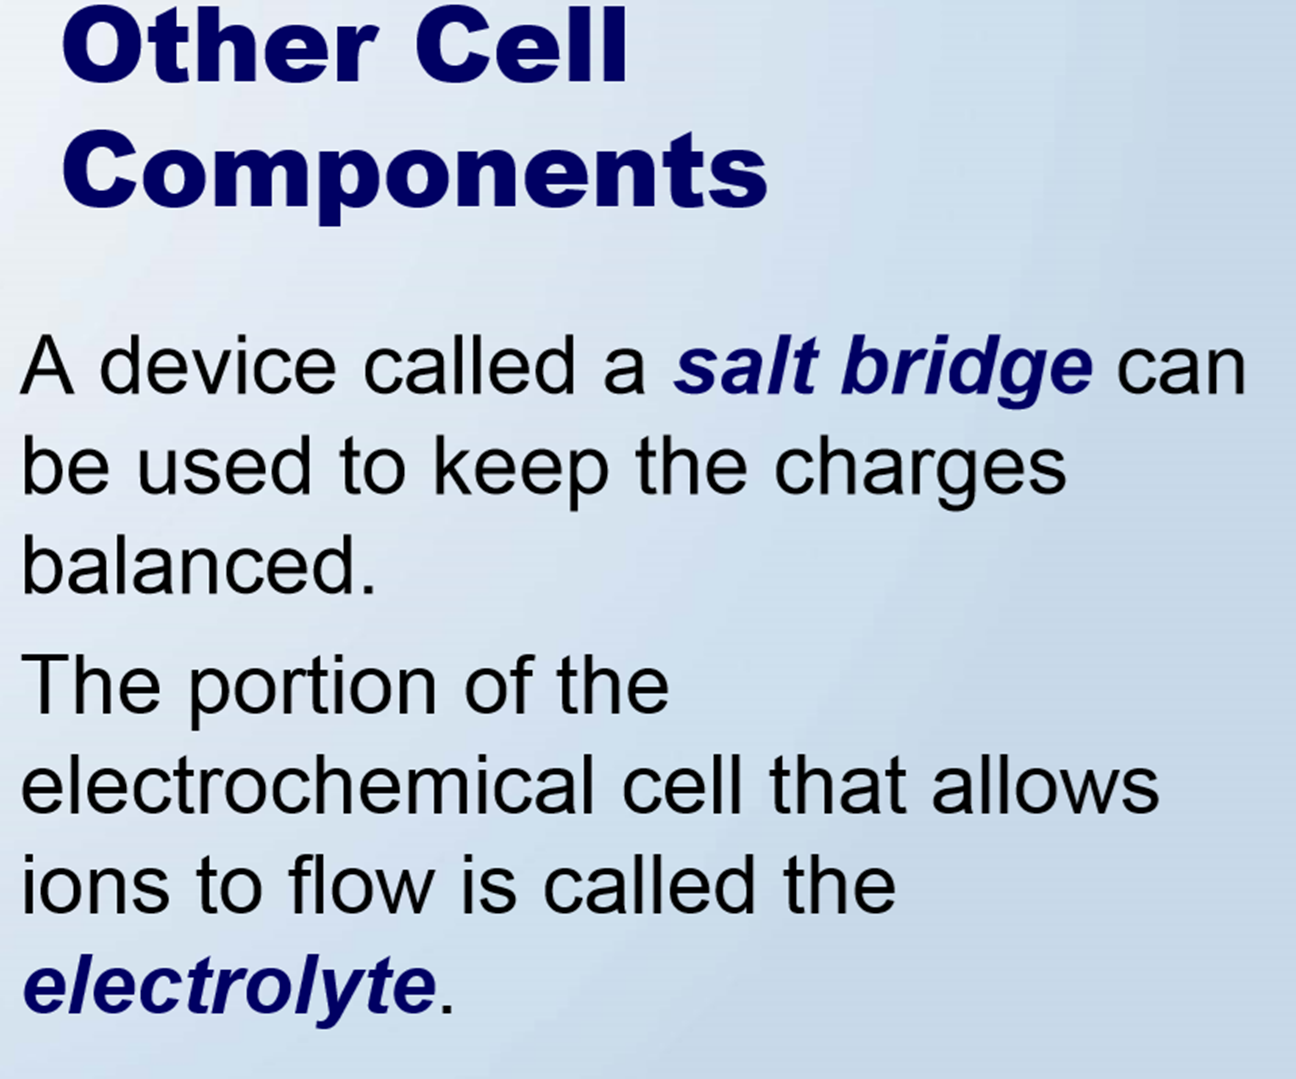 Other Cell
Components
A device called a salt bridge can
be used to keep the charges
balanced.
The portion of the
electrochemical cell that allows
ions to flow is called the
electrolyte.